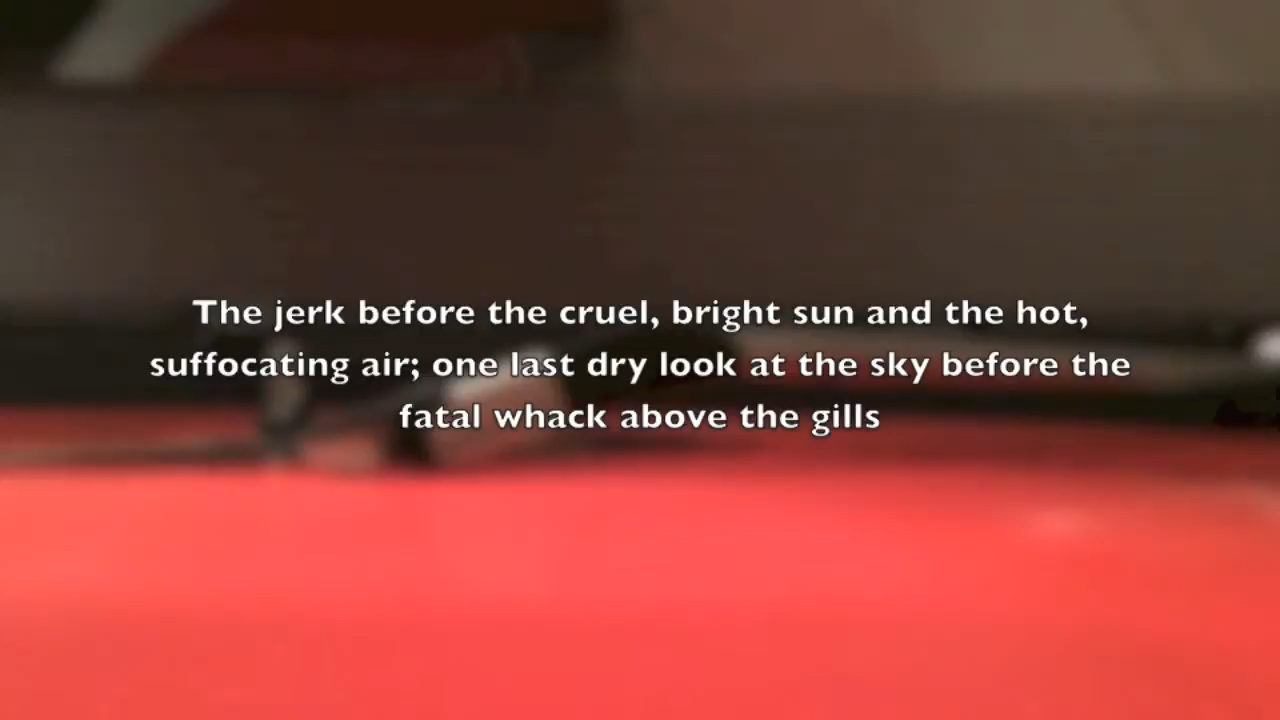 The jerk before the cruel, bright sun and the hot,
suffocating air; one last dry look at the sky before the
fatal whack above the gills